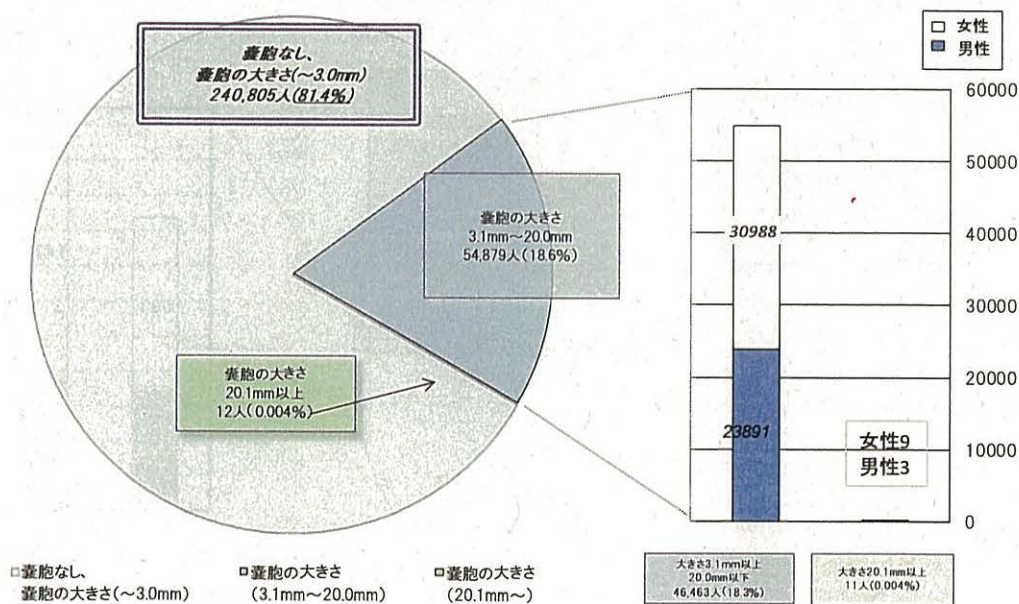 嚢胞なし、
嚢胞の大きさ(～3.0mm)
240,805人(81.4%)
嚢胞の大きさ
3.1mm～20.0mm
54,879人(18.6%)
嚢胞の大きさ
20.1mm以上
12人(0.004%)
□女性
■男性
60000
50000
40000
30000
20000
10000
0
30988
23891
女性9
男性3
大きさ3.1mm以上
20.0mm以下
46,463人(18.3%)
大きさ20.1mm以上
11人(0.004%)
□嚢胞なし、
嚢胞の大きさ(～3.0mm)
□嚢胞の大きさ
(3.1mm～20.0mm)
□嚢胞の大きさ
(20.1mm～)